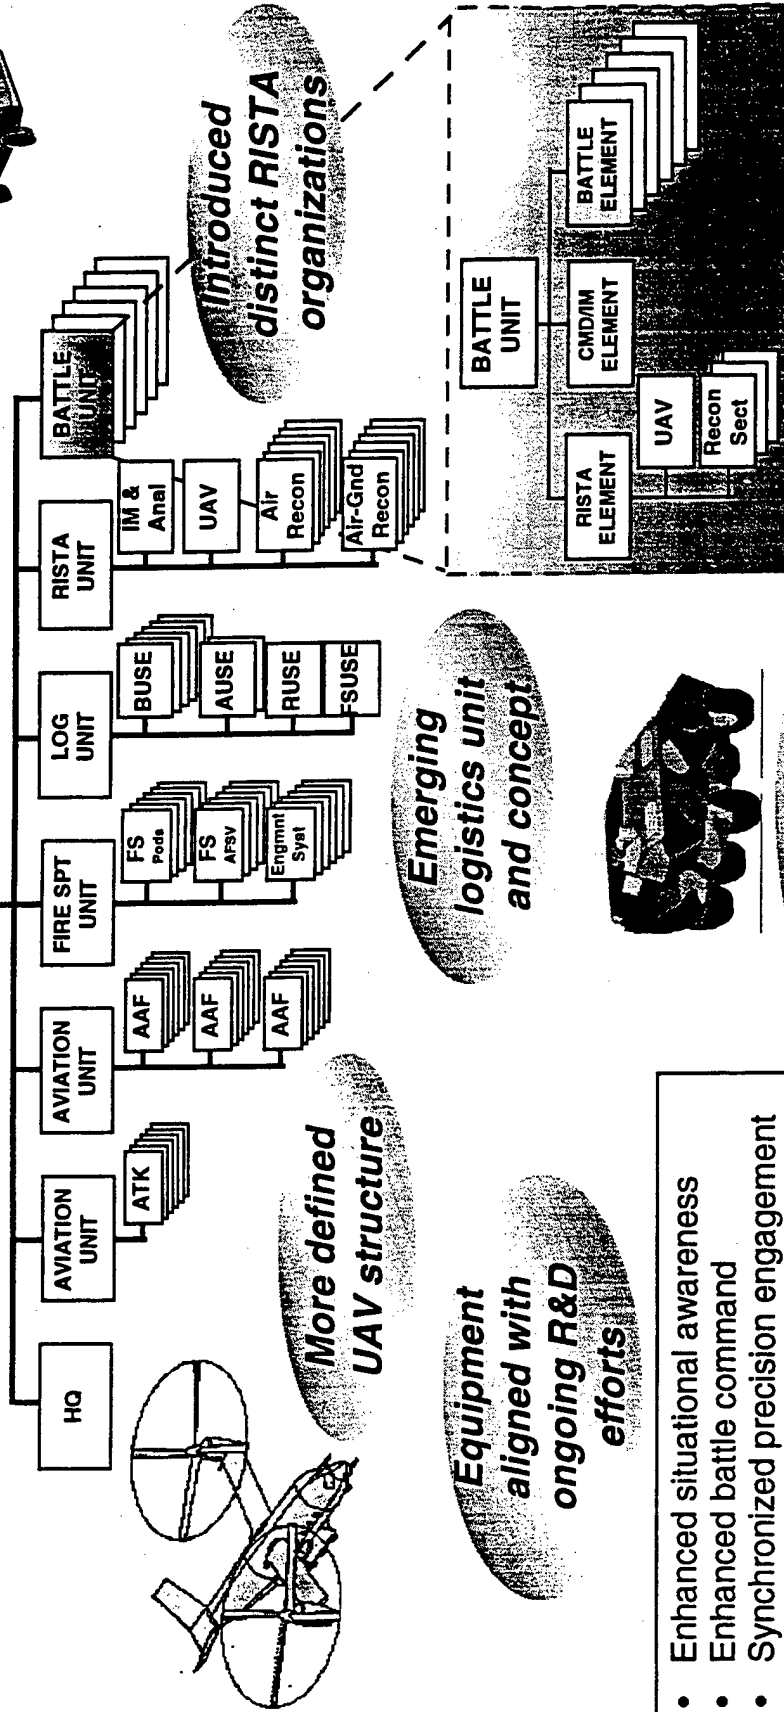 HQ
AVIATION
UNIT
ATK
AVIATION
UNIT
AAF
AAF
AAF
FIRE SPT
UNIT
FS
Pods
FS
AFSV
Engmnt
Syst
LOG
UNIT
BUSE
AUSE
RUSE
FSUSE
RISTA
UNIT
IM &
Anal
UAV
Air
Recon
Air-Gnd
Recon
BATTLE
UNIT
More defined
UAV structure
Emerging
logistics unit
and concept
Introduced
distinct RISTA
organizations
Equipment
aligned with
ongoing R&D
efforts
BATTLE
UNIT
RISTA
ELEMENT
CMD/IM
ELEMENT
BATTLE
ELEMENT
UAV
Recon
Sect
• Enhanced situational awareness
• Enhanced battle command
• Synchronized precision engagement